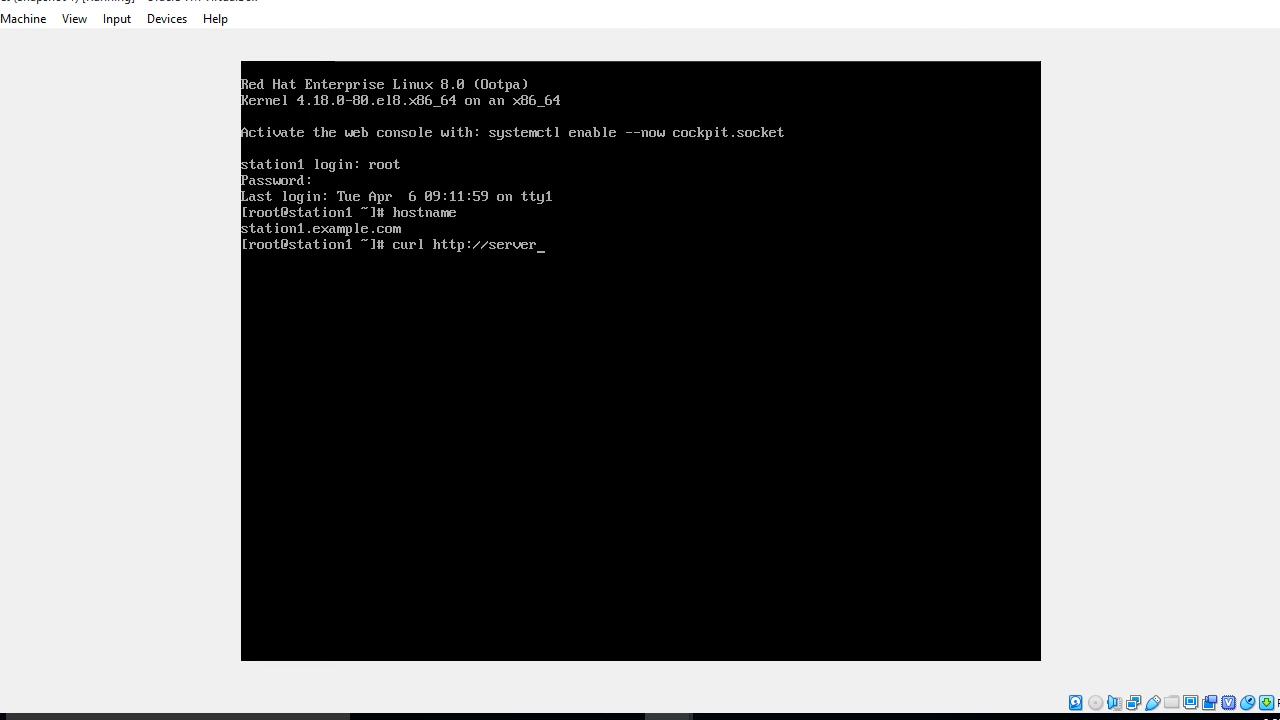 Machine View Input Devices Help
Red Hat Enterprise Linux 8.0 (Ootpa)
Kernel 4.18.0-80.el8.x86_64 on an x86_64
Activate the web console with: systemctl enable --now cockpit.socket
station1 login: root
Password:
Last login: Tue Apr  6 09:11:59 on tty1
[root@station1 ~]# hostname
station1.example.com
[root@station1 ~]# curl http://server_